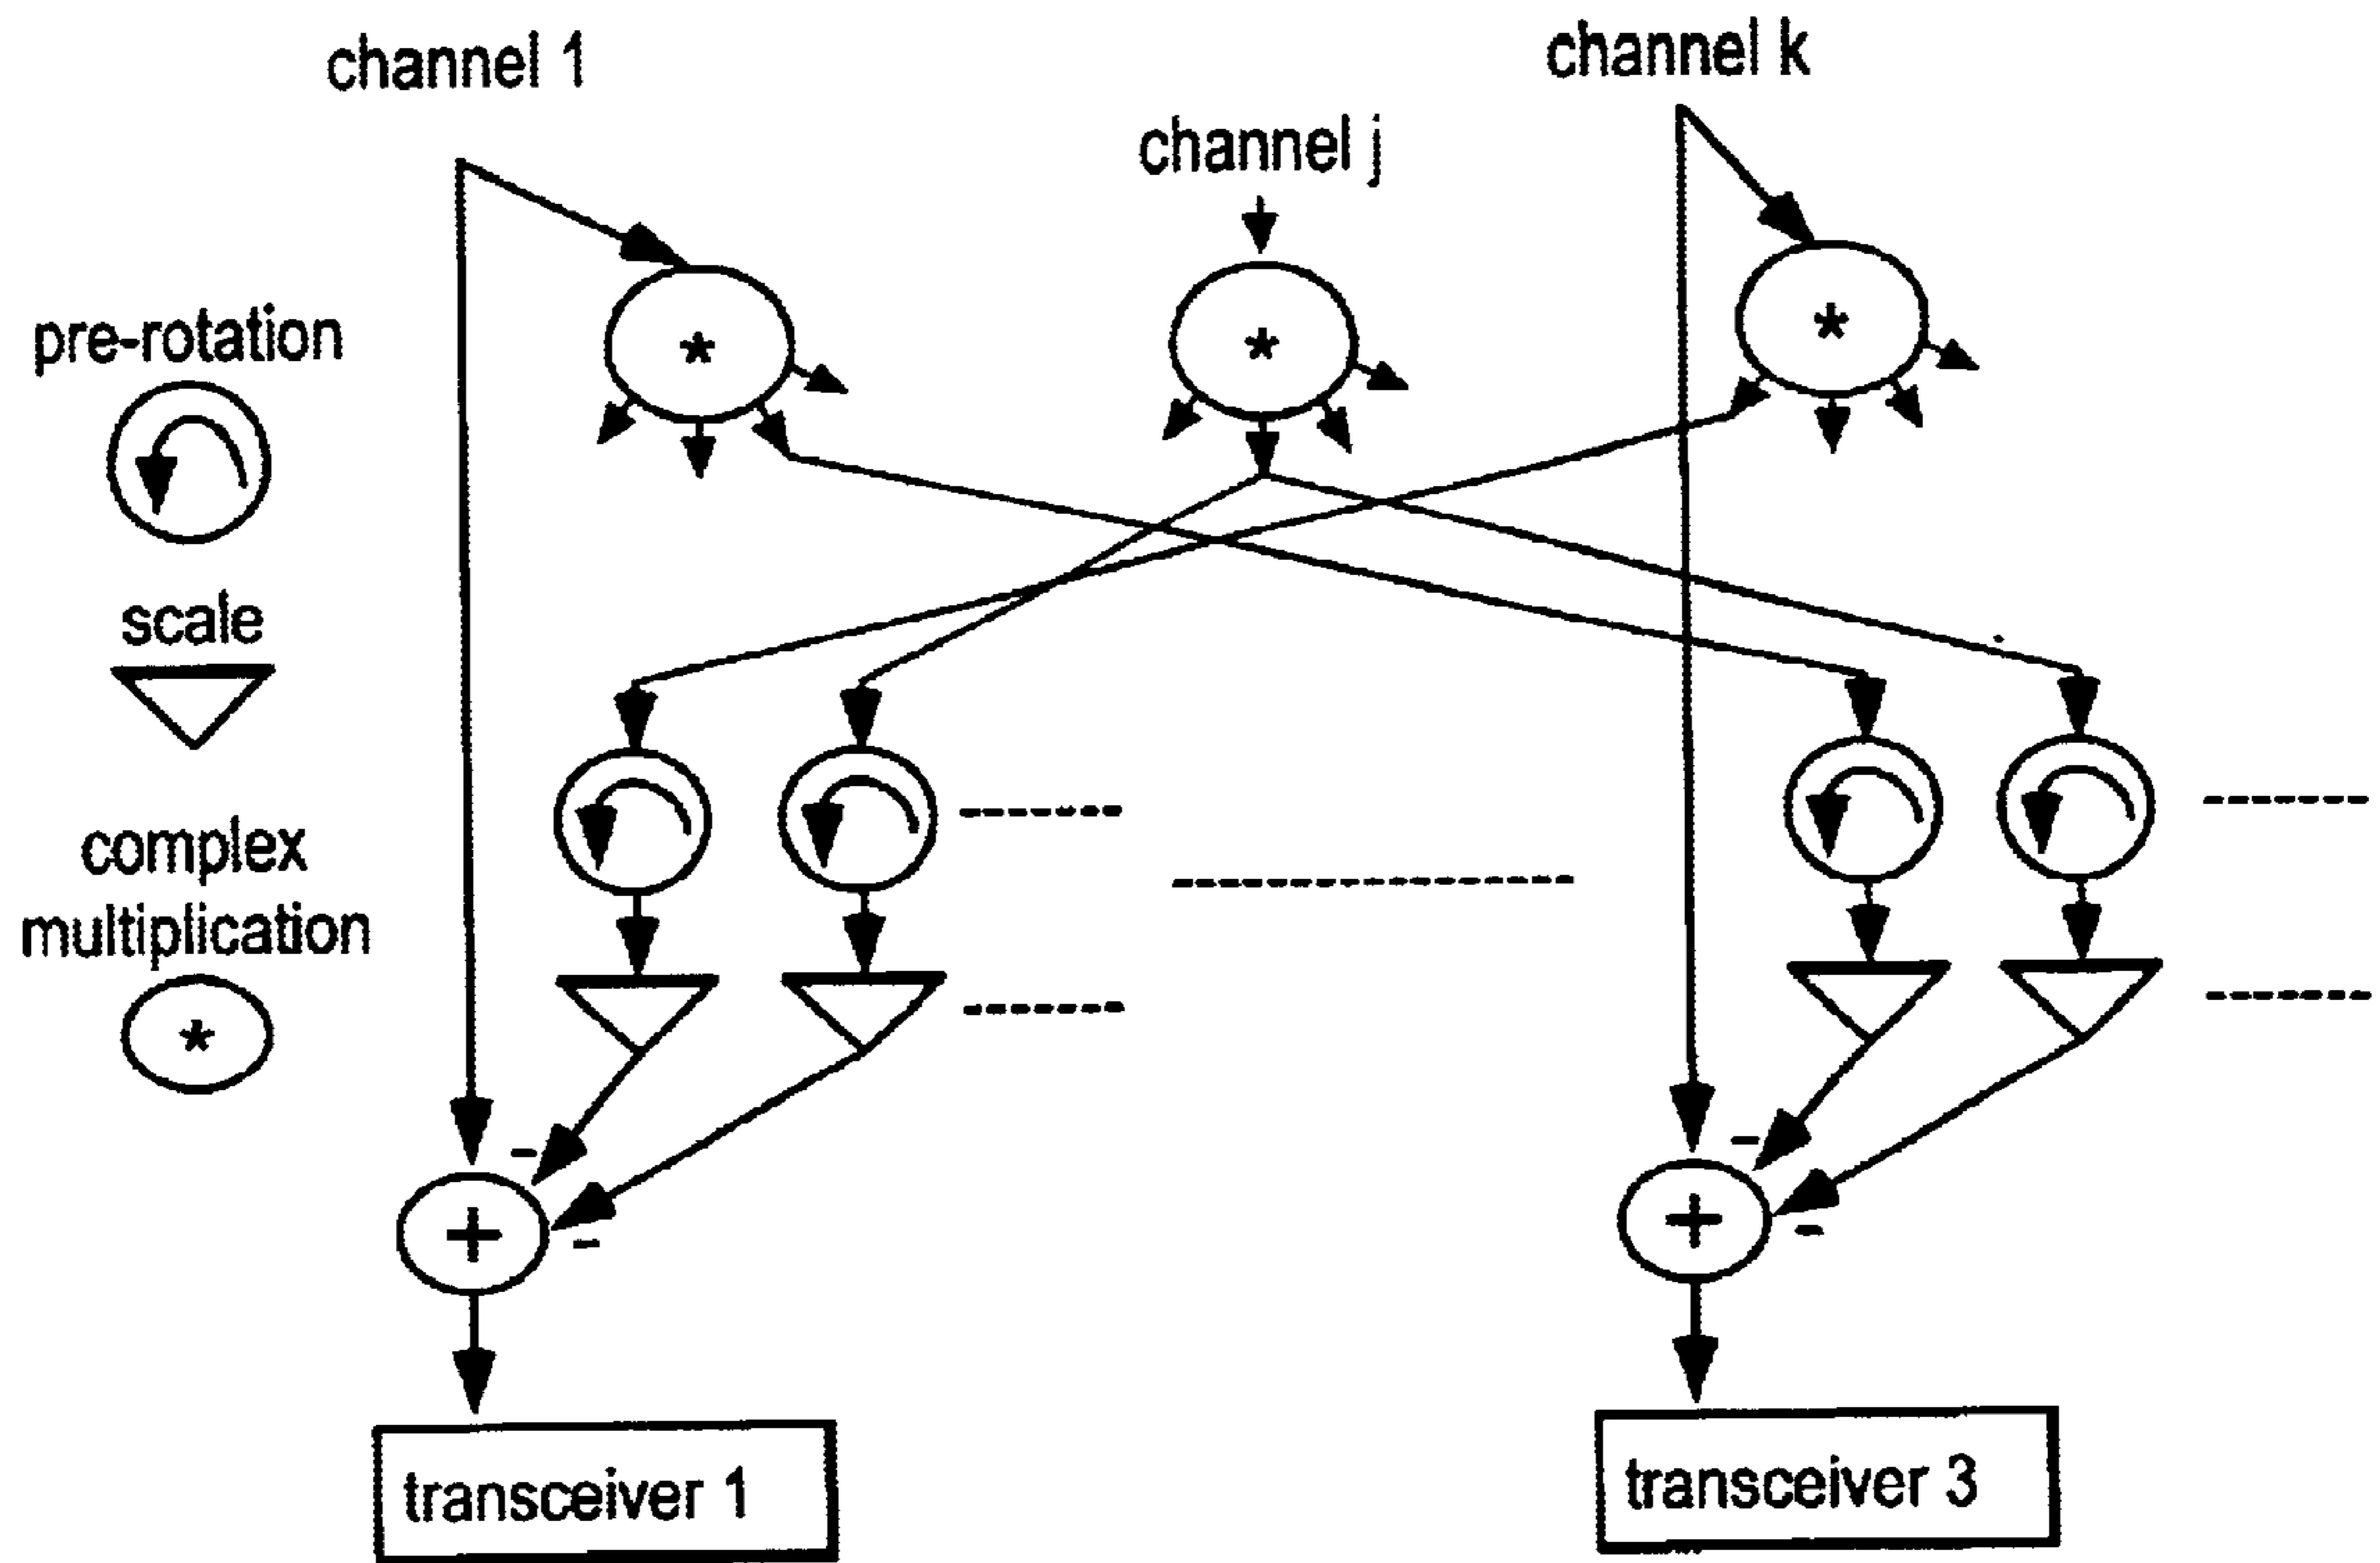 channel 1
channel j
channel k
pre-rotation
scale
complex
multiplication
*
*
*
*
-
-
+
-
-
+
transceiver 1
transceiver 3